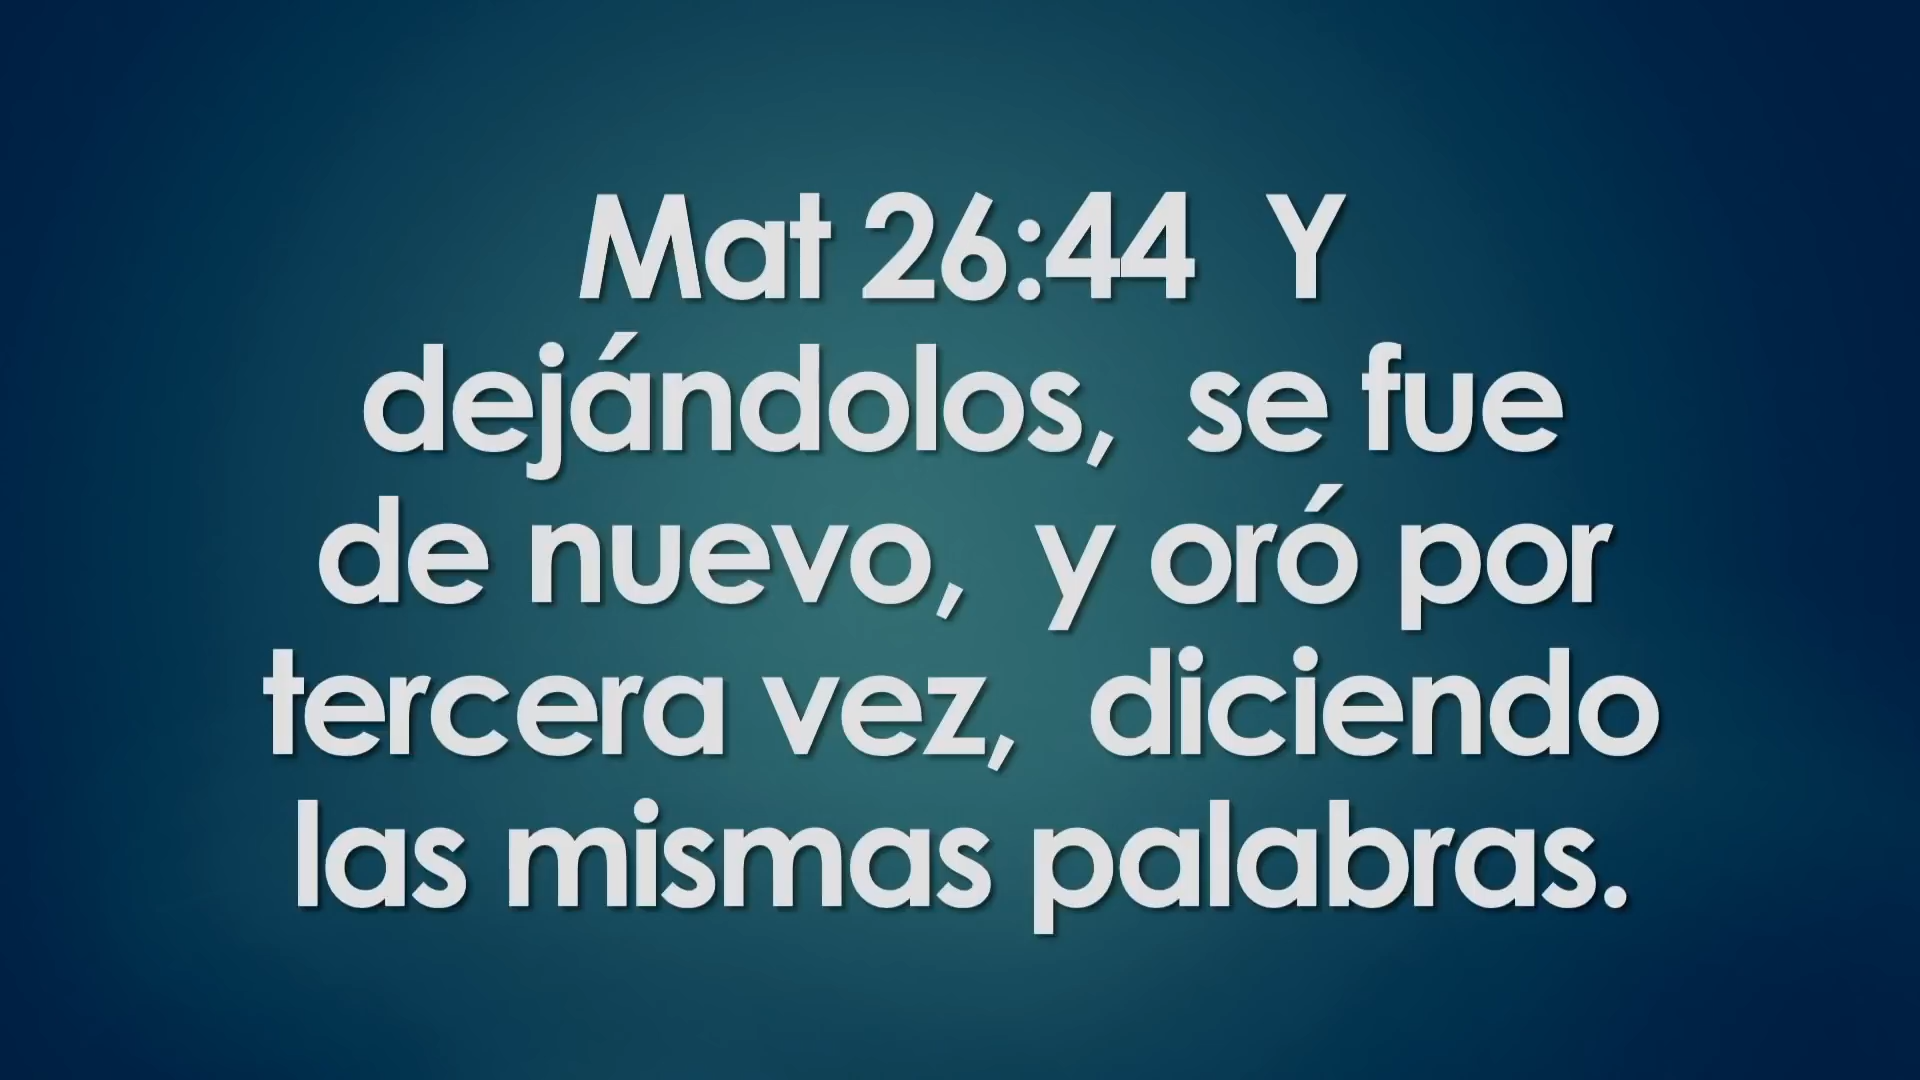 Mat 26:44  Y
dejándolos,  se fue
de nuevo,  y oró por
tercera vez,  diciendo
las mismas palabras.